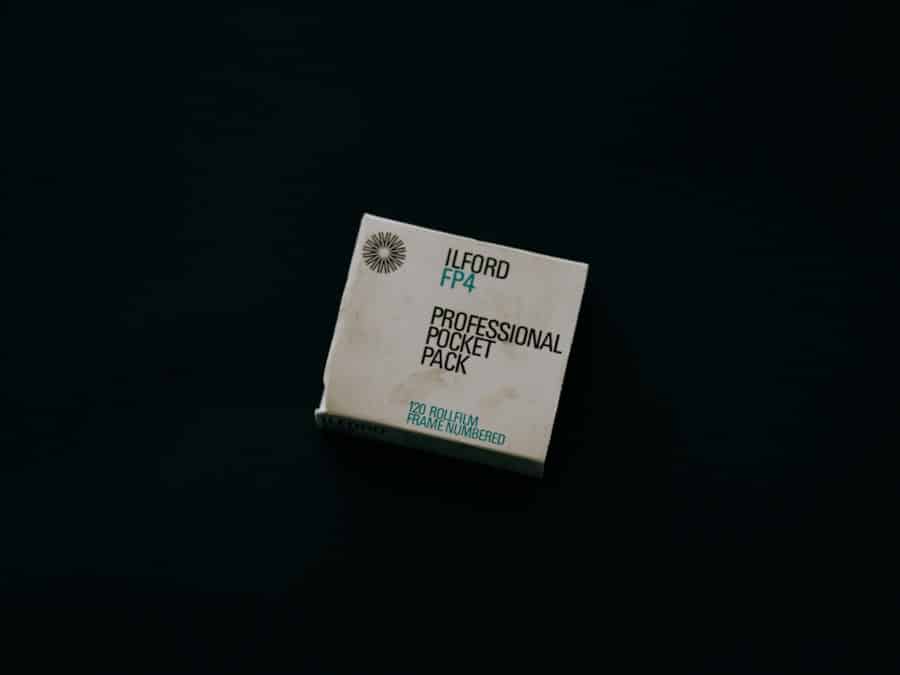 ILFORD
FP4
PROFESSIONAL
POCKET
PACK
120 ROLLFILM
FRAME NUMBERED